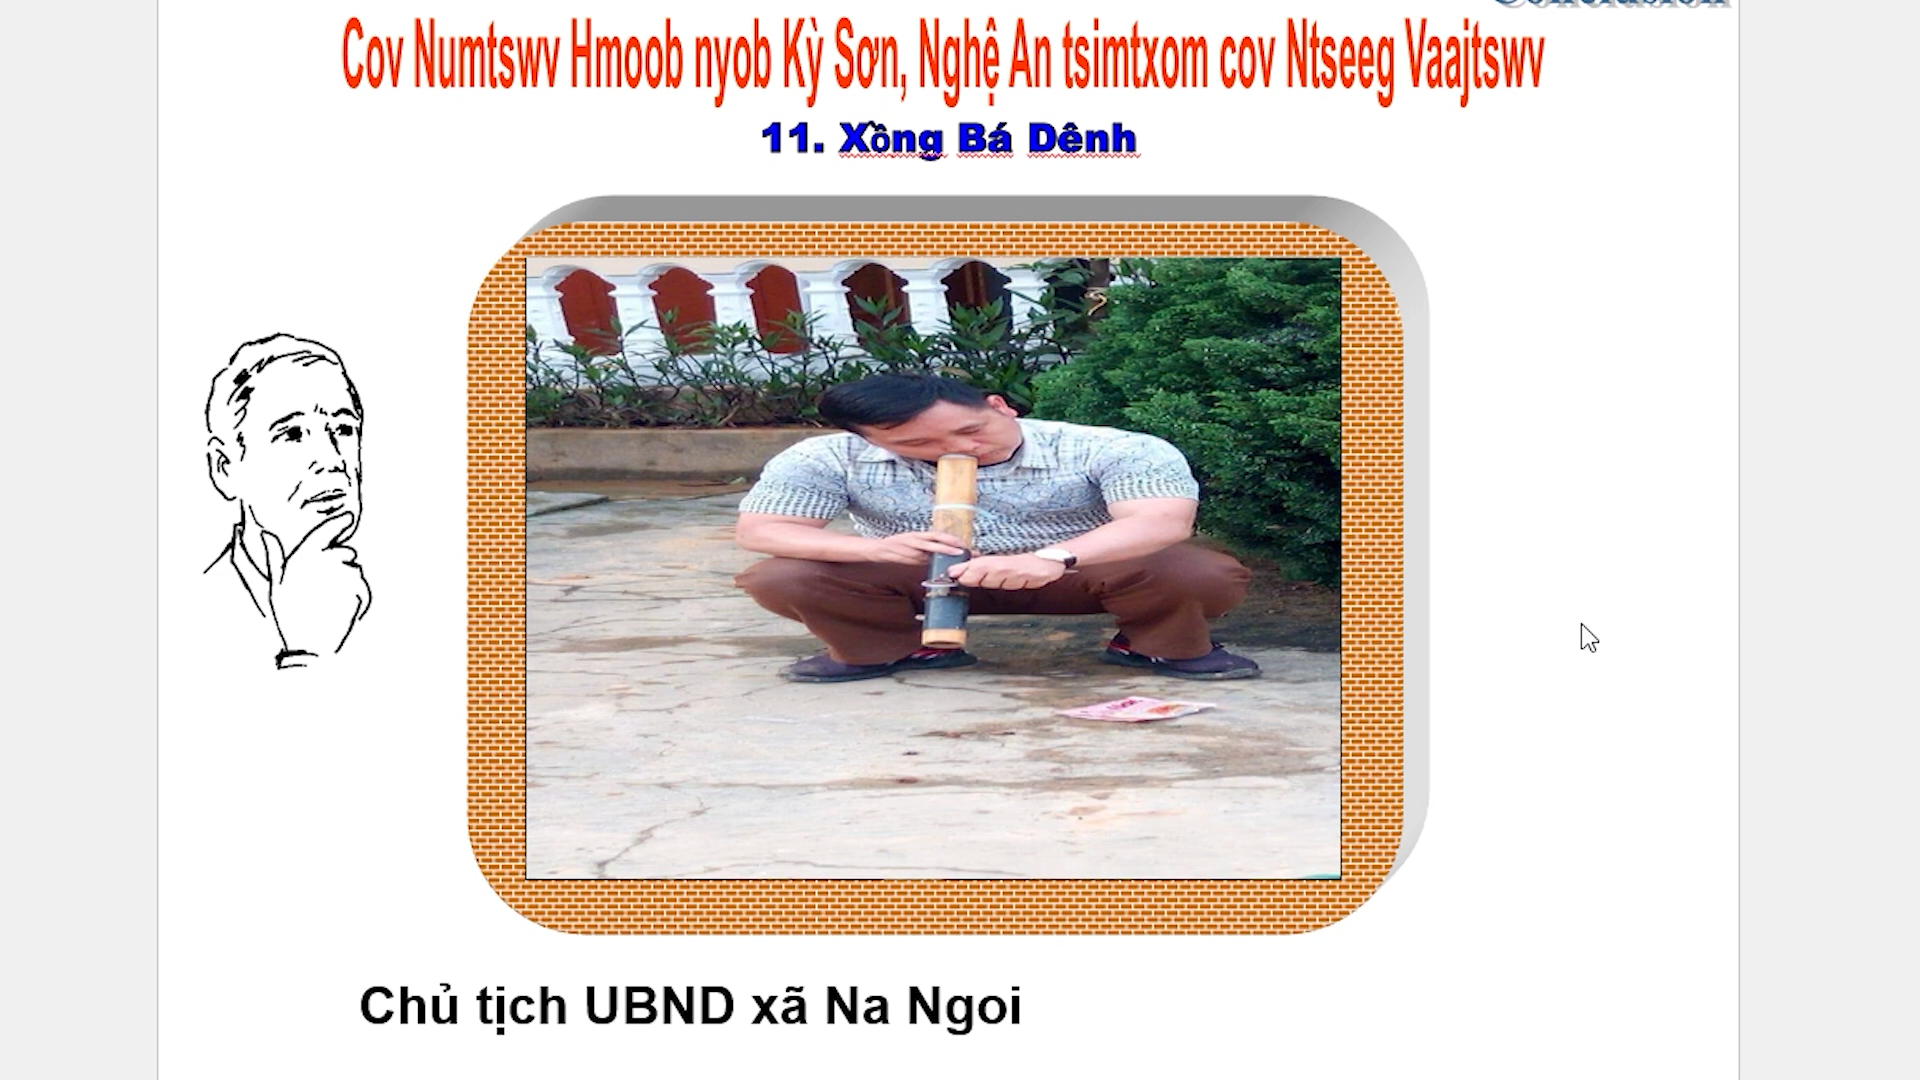 Conclusion
Cov Numtswv Hmoob nyob Kỳ Sơn, Nghệ An tsimtxom cov Ntseeg Vaajtswv
11. Xồng Bá Dênh
Chủ tịch UBND xã Na Ngoi